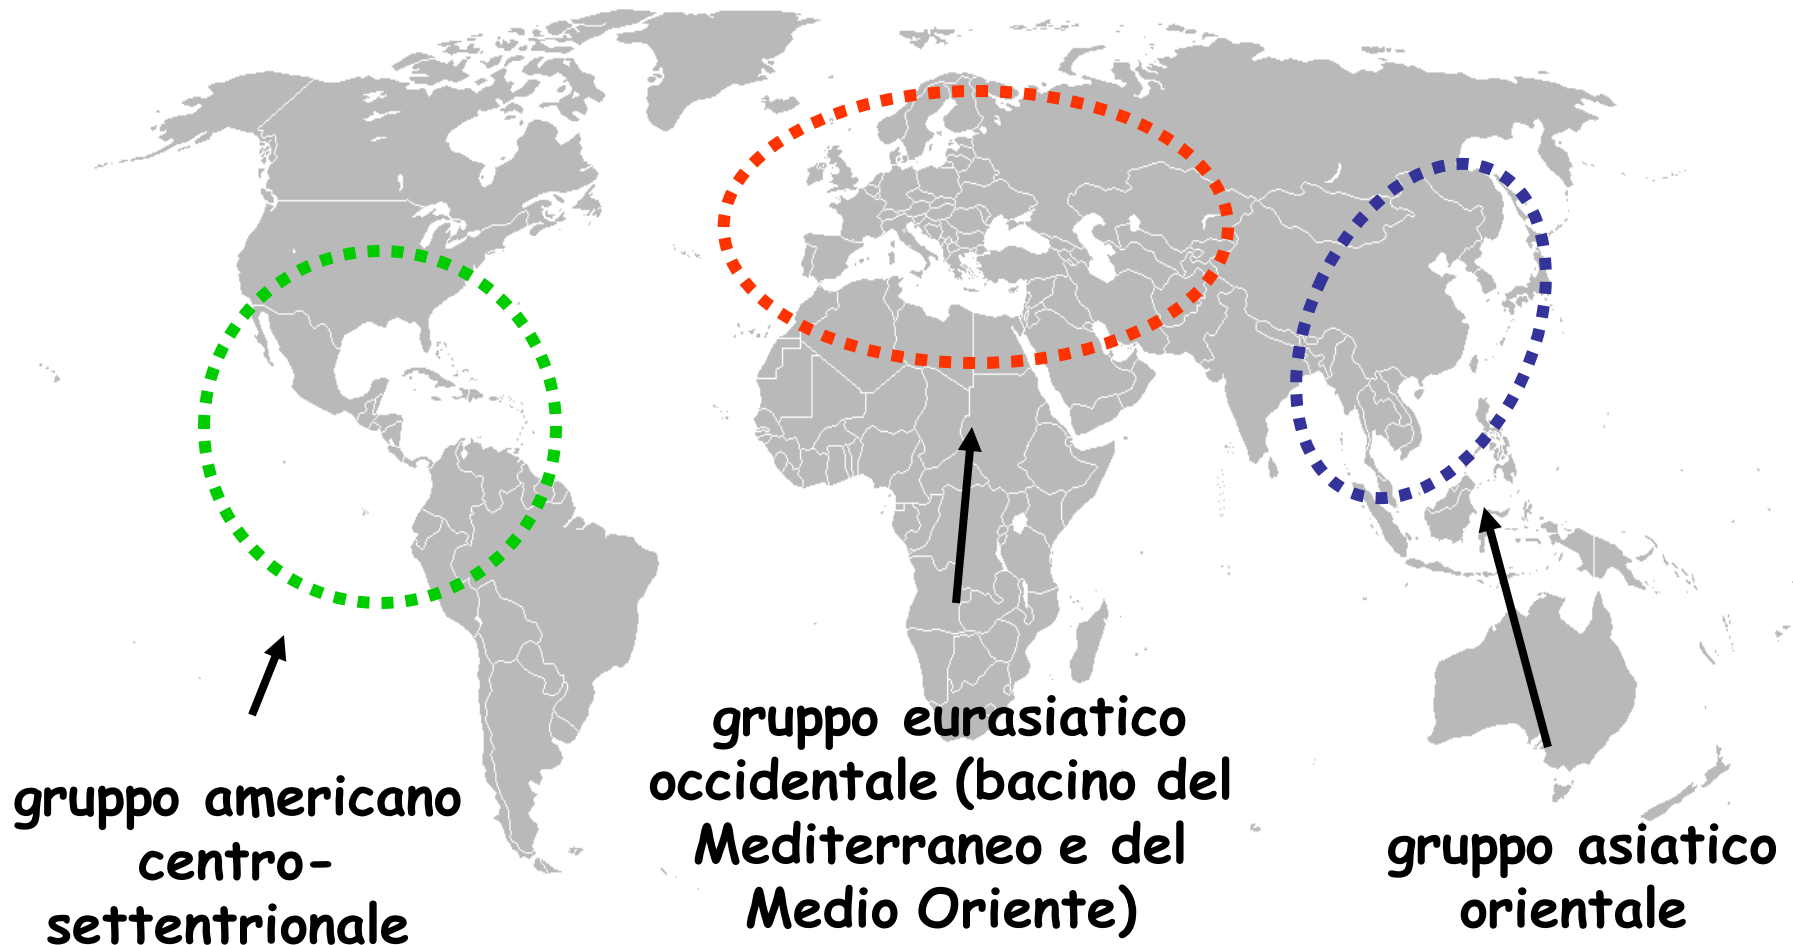 gruppo americano
centro-
settentrionale
gruppo eurasiatico
occidentale (bacino del
Mediterraneo e del
Medio Oriente)
gruppo asiatico
orientale